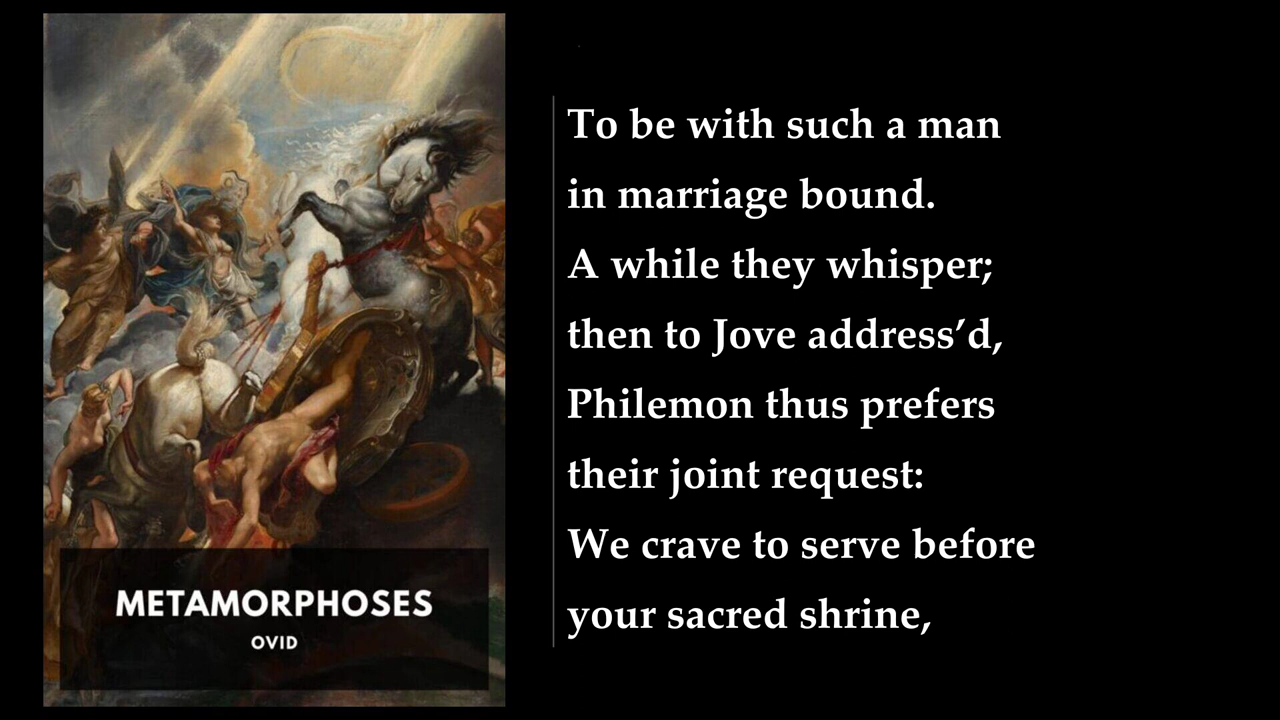 METAMORPHOSES
OVID
To be with such a man
in marriage bound.
A while they whisper;
then to Jove address’d,
Philemon thus prefers
their joint request:
We crave to serve before
your sacred shrine,